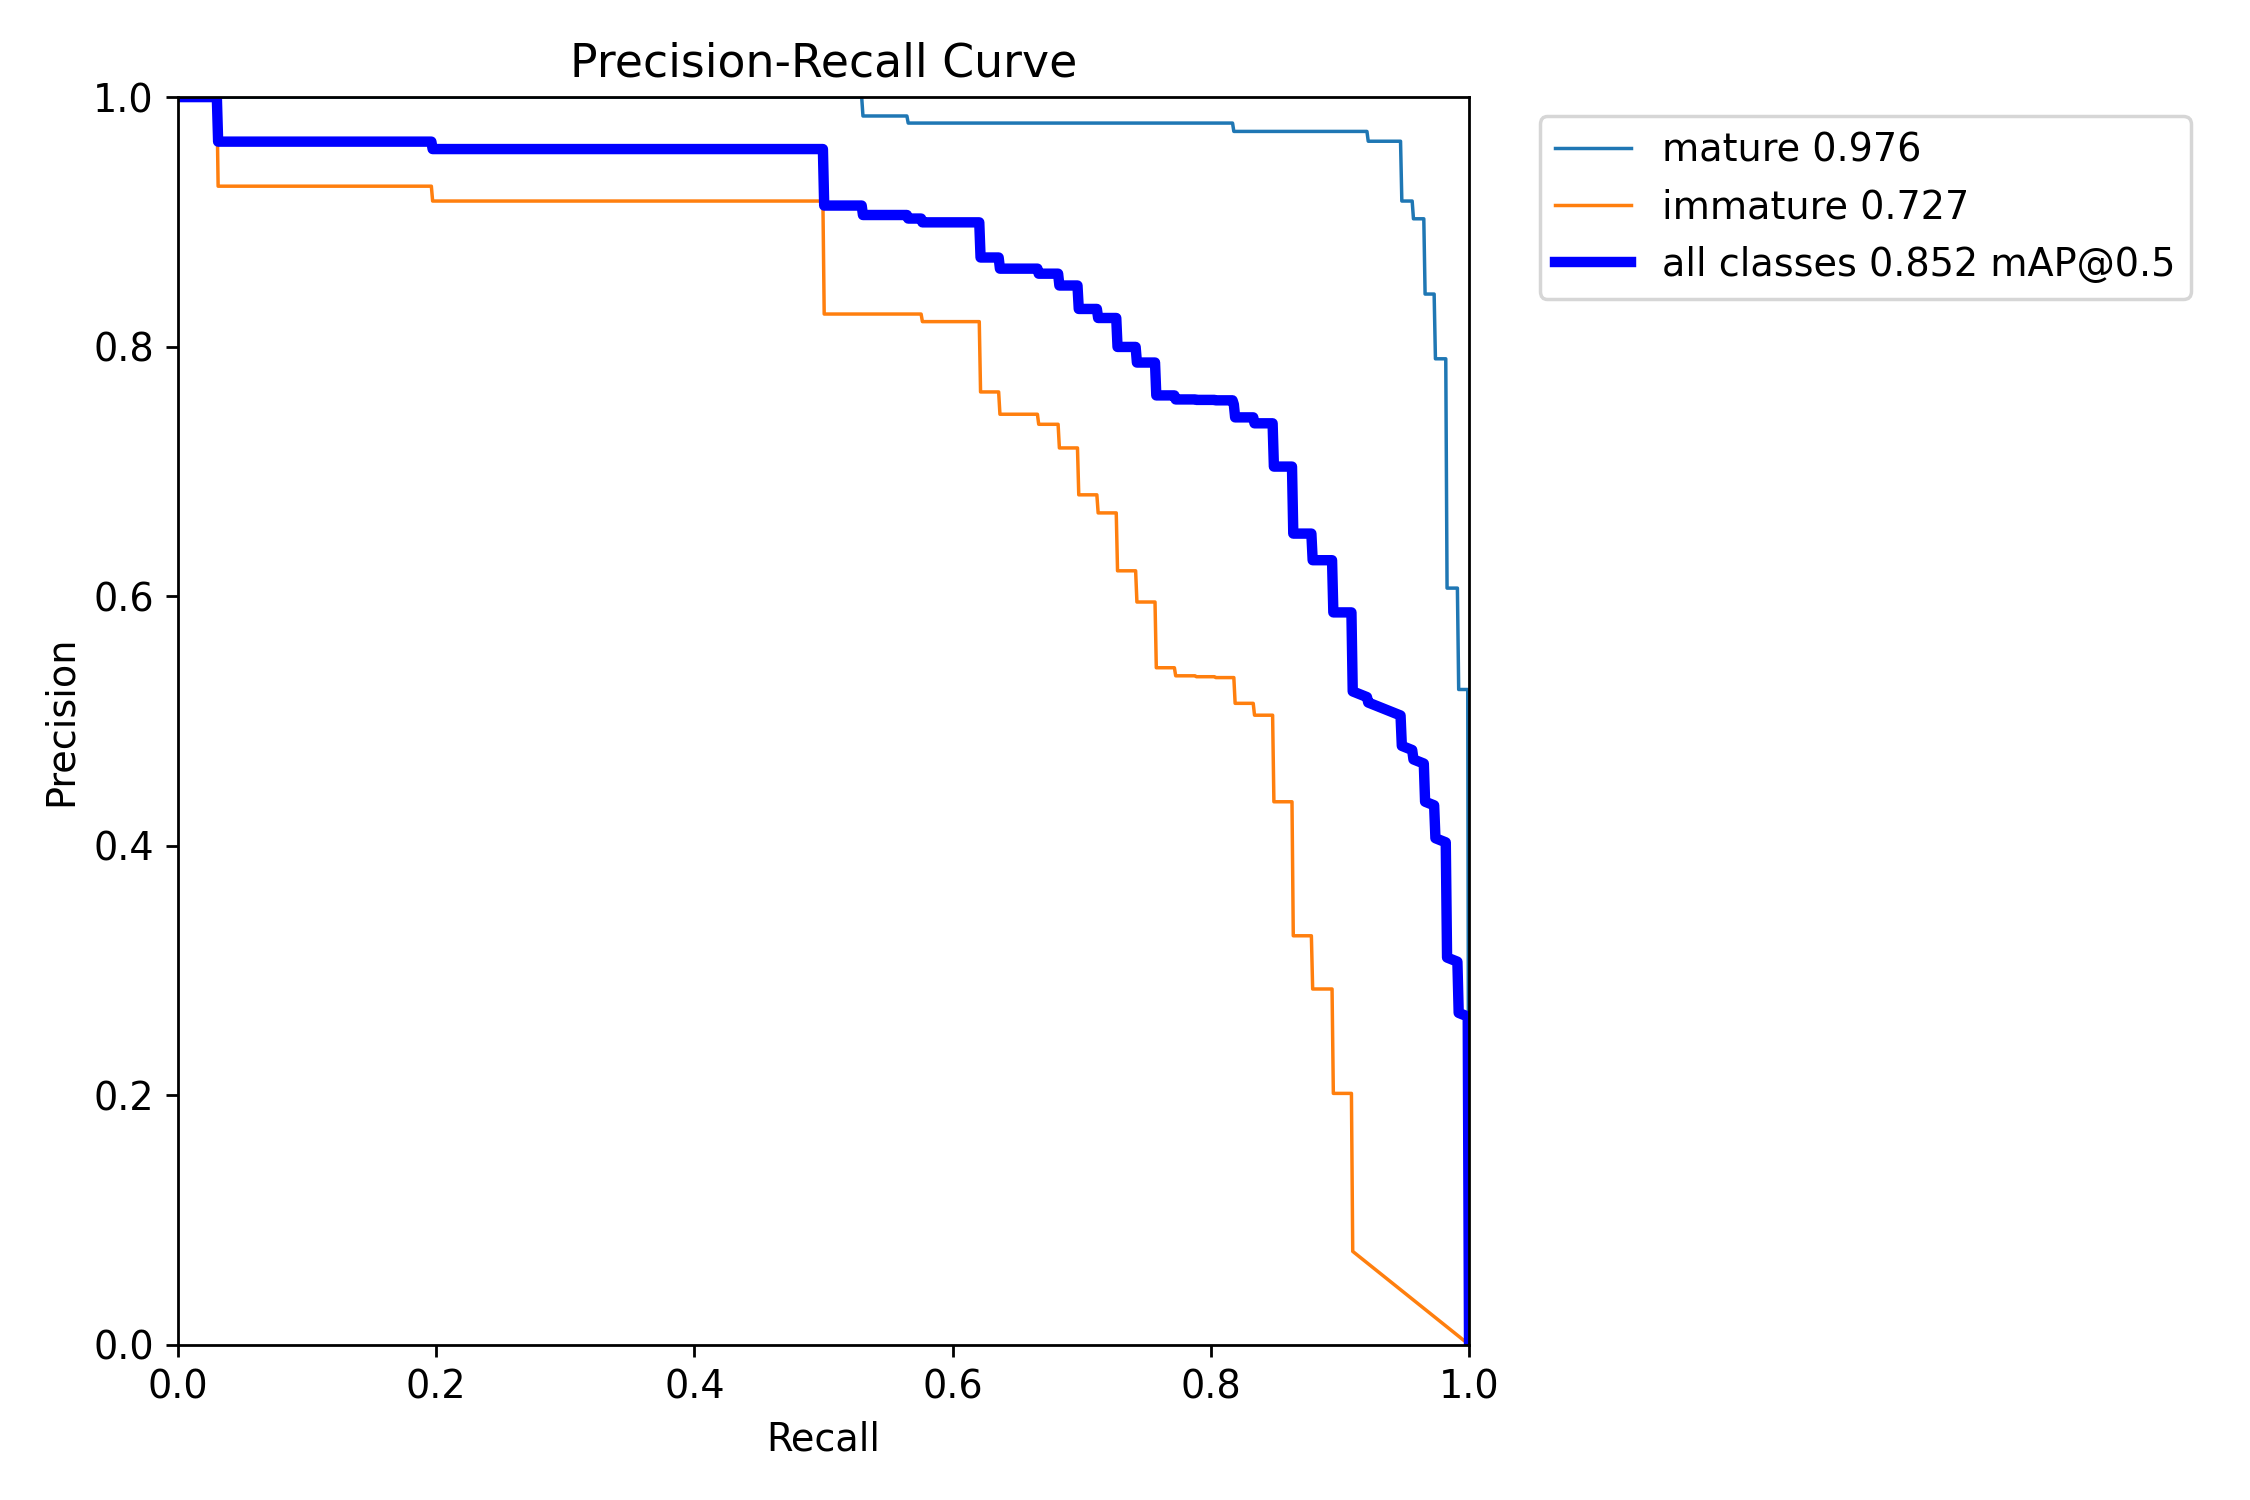 Precision-Recall Curve
mature 0.976
immature 0.727
all classes 0.852 mAP@0.5
1.0
0.8
0.6
0.4
0.2
0.0
Precision
0.0 0.2 0.4 0.6 0.8 1.0
Recall